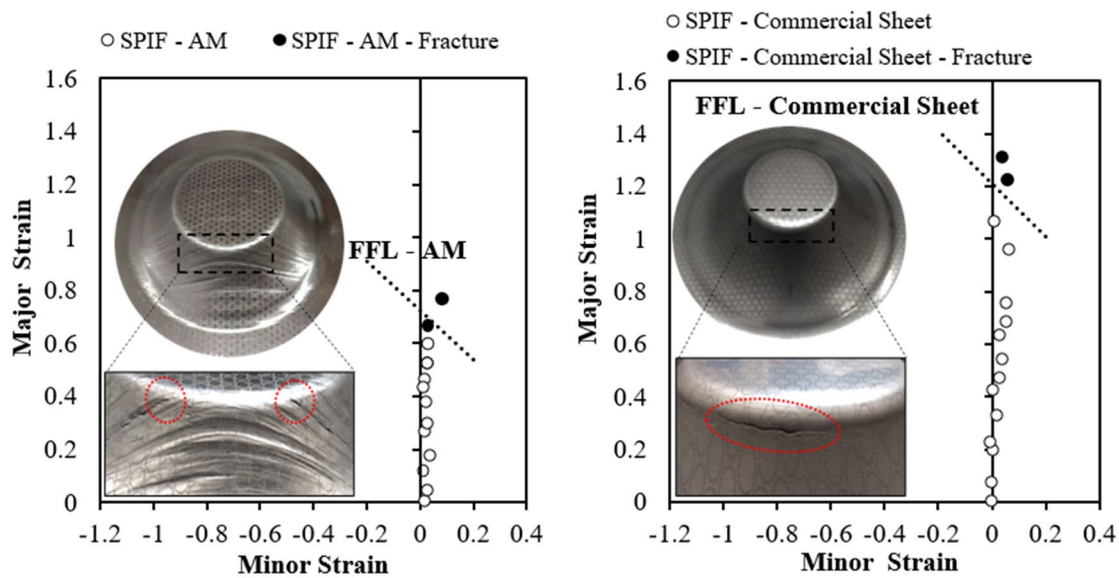 SPIF - AM
SPIF - AM - Fracture
1.6
1.4
1.2
1
0.8
0.6
0.4
0.2
0
Major Strain
FFL - AM
-1.2 -1 -0.8 -0.6 -0.4 -0.2 0 0.2 0.4
Minor Strain
SPIF - Commercial Sheet
SPIF - Commercial Sheet - Fracture
1.6
1.4
1.2
1
0.8
0.6
0.4
0.2
0
Major Strain
FFL - Commercial Sheet
-1.2 -1 -0.8 -0.6 -0.4 -0.2 0 0.2 0.4
Minor Strain